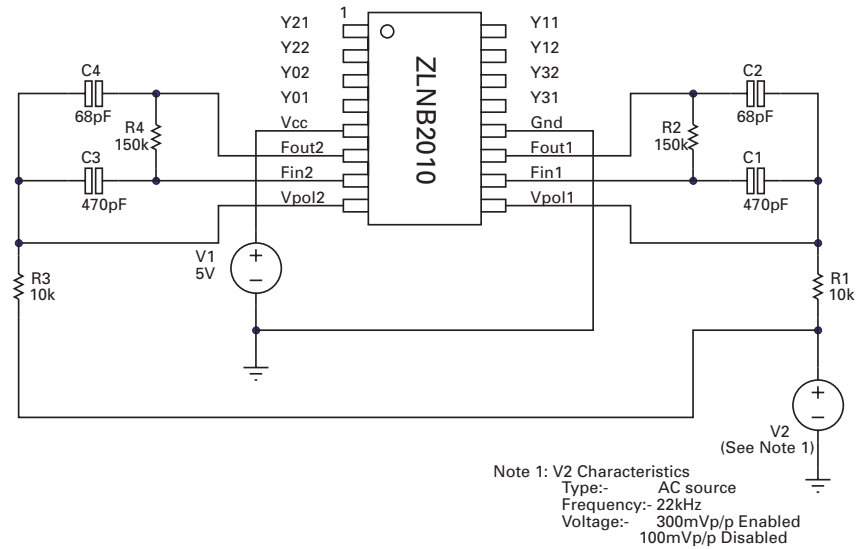 1
Y21
Y22
Y02
Y01
Vcc
Fout2
Fin2
Vpol2
ZLNB2010
Y11
Y12
Y32
Y31
Gnd
Fout1
Fin1
Vpol1
C4
68pF
R4
150k
C3
470pF
R3
10k
V1
5V
C2
68pF
R2
150k
C1
470pF
R1
10k
V2
(See Note 1)
Note 1: V2 Characteristics
Type:- AC source
Frequency:- 22kHz
Voltage:- 300mVp/p Enabled
100mVp/p Disabled